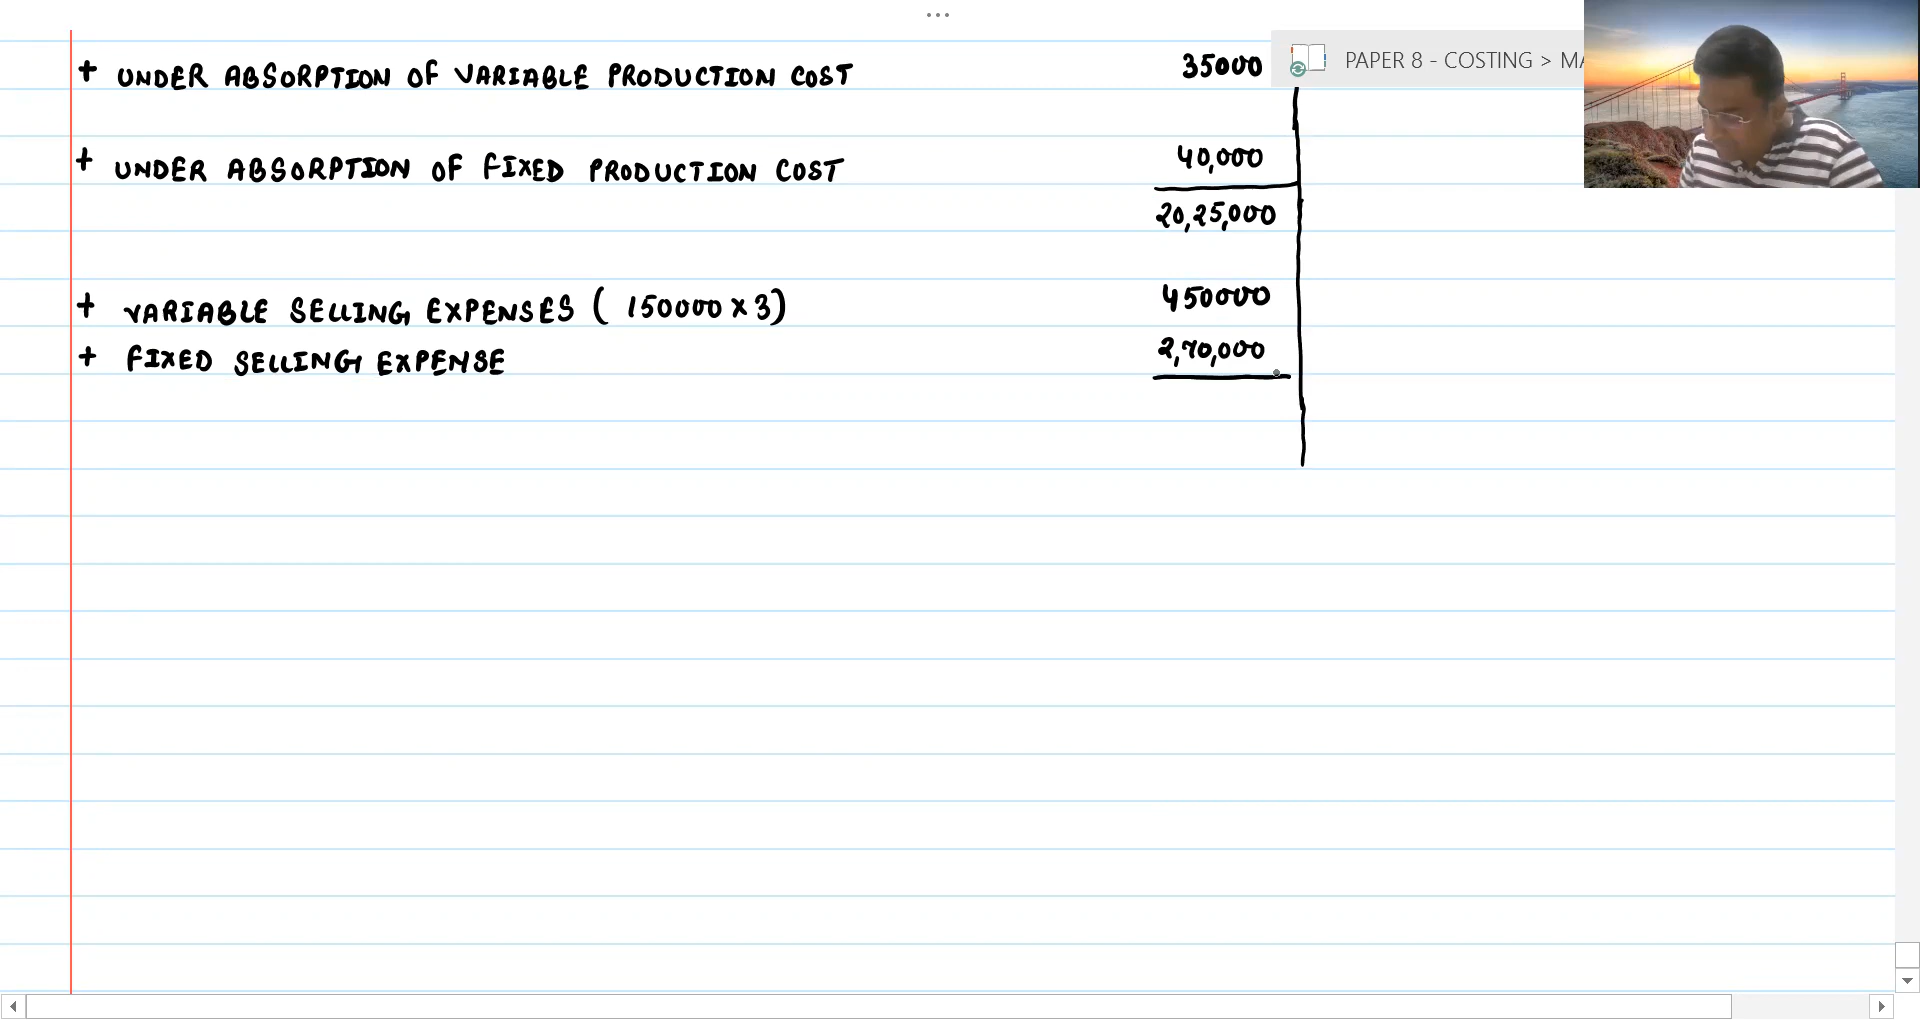 + UNDER ABSORPTION OF VARIABLE PRODUCTION COST 35000
PAPER 8 - COSTING > MA
+ UNDER ABSORPTION OF FIXED PRODUCTION COST 40,000
20,25,000
+ VARIABLE SELLING EXPENSES ( 150000 x 3) 450000
+ FIXED SELLING EXPENSE 2,70,000